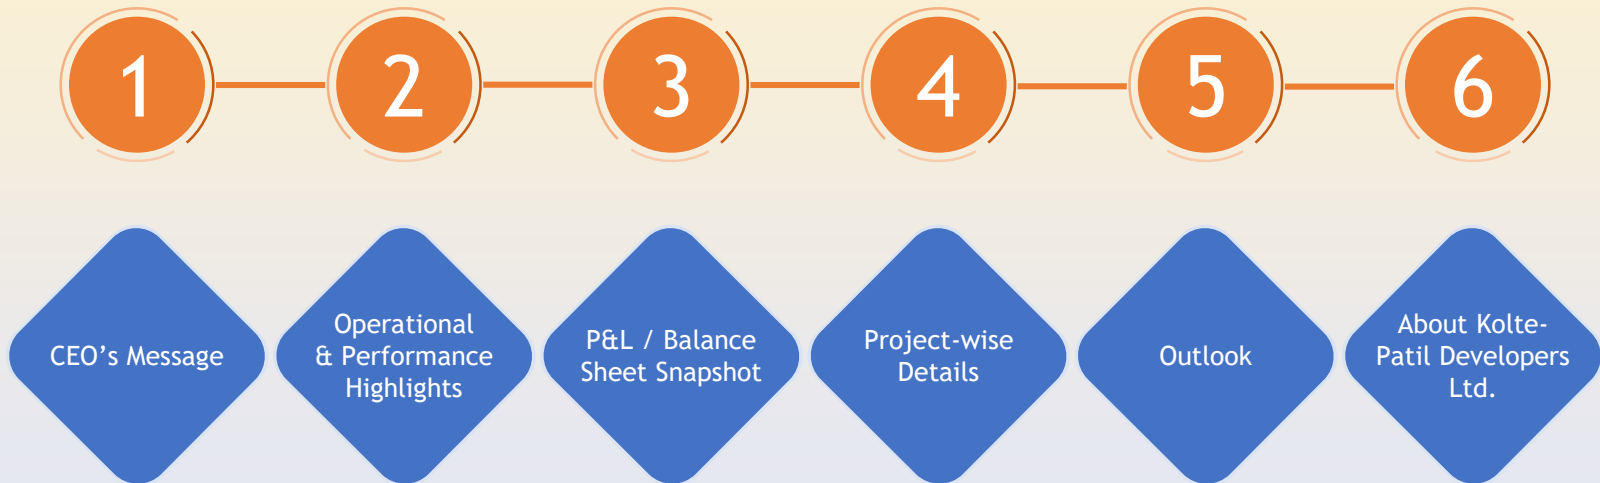 1
2
3
4
5
6
CEO’s Message
Operational
& Performance
Highlights
P&L / Balance
Sheet Snapshot
Project-wise
Details
Outlook
About Kolte-
Patil Developers
Ltd.